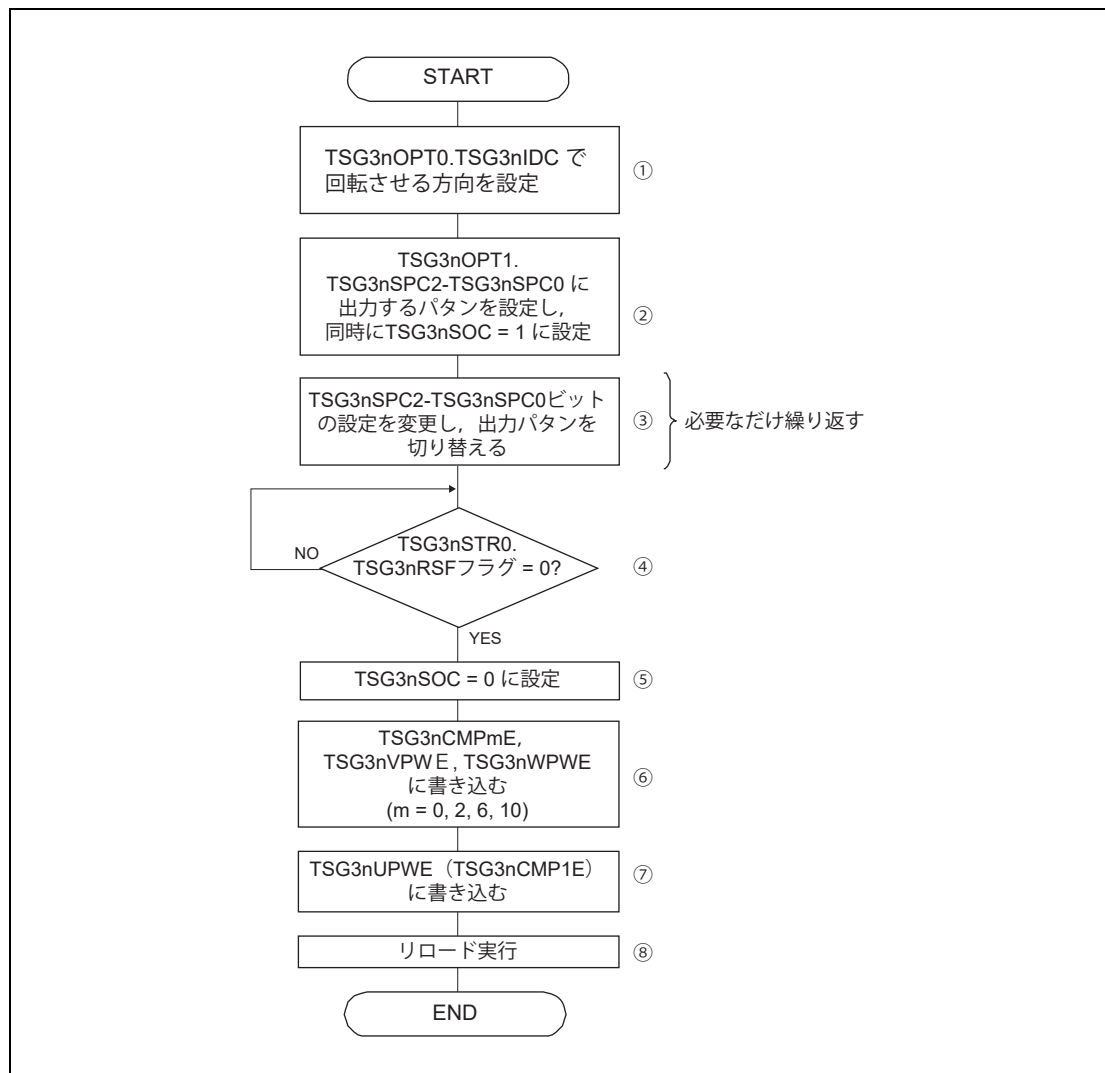 START
TSG3nOPT0.TSG3nIDC で
回転させる方向を設定
①
TSG3nOPT1.
TSG3nSPC2-TSG3nSPC0 に
出力するパタンを設定し,
同時にTSG3nSOC = 1 に設定
②
TSG3nSPC2-TSG3nSPC0ビット
の設定を変更し,出力パタンを
切り替える
③
必要なだけ繰り返す
TSG3nSTR0.
TSG3nRSFフラグ = 0?
NO
④
YES
TSG3nSOC = 0 に設定
⑤
TSG3nCMPmE,
TSG3nVPWE, TSG3nWPWE
に書き込む
(m = 0, 2, 6, 10)
⑥
TSG3nUPWE(TSG3nCMP1E)
に書き込む
⑦
リロード実行
⑧
END